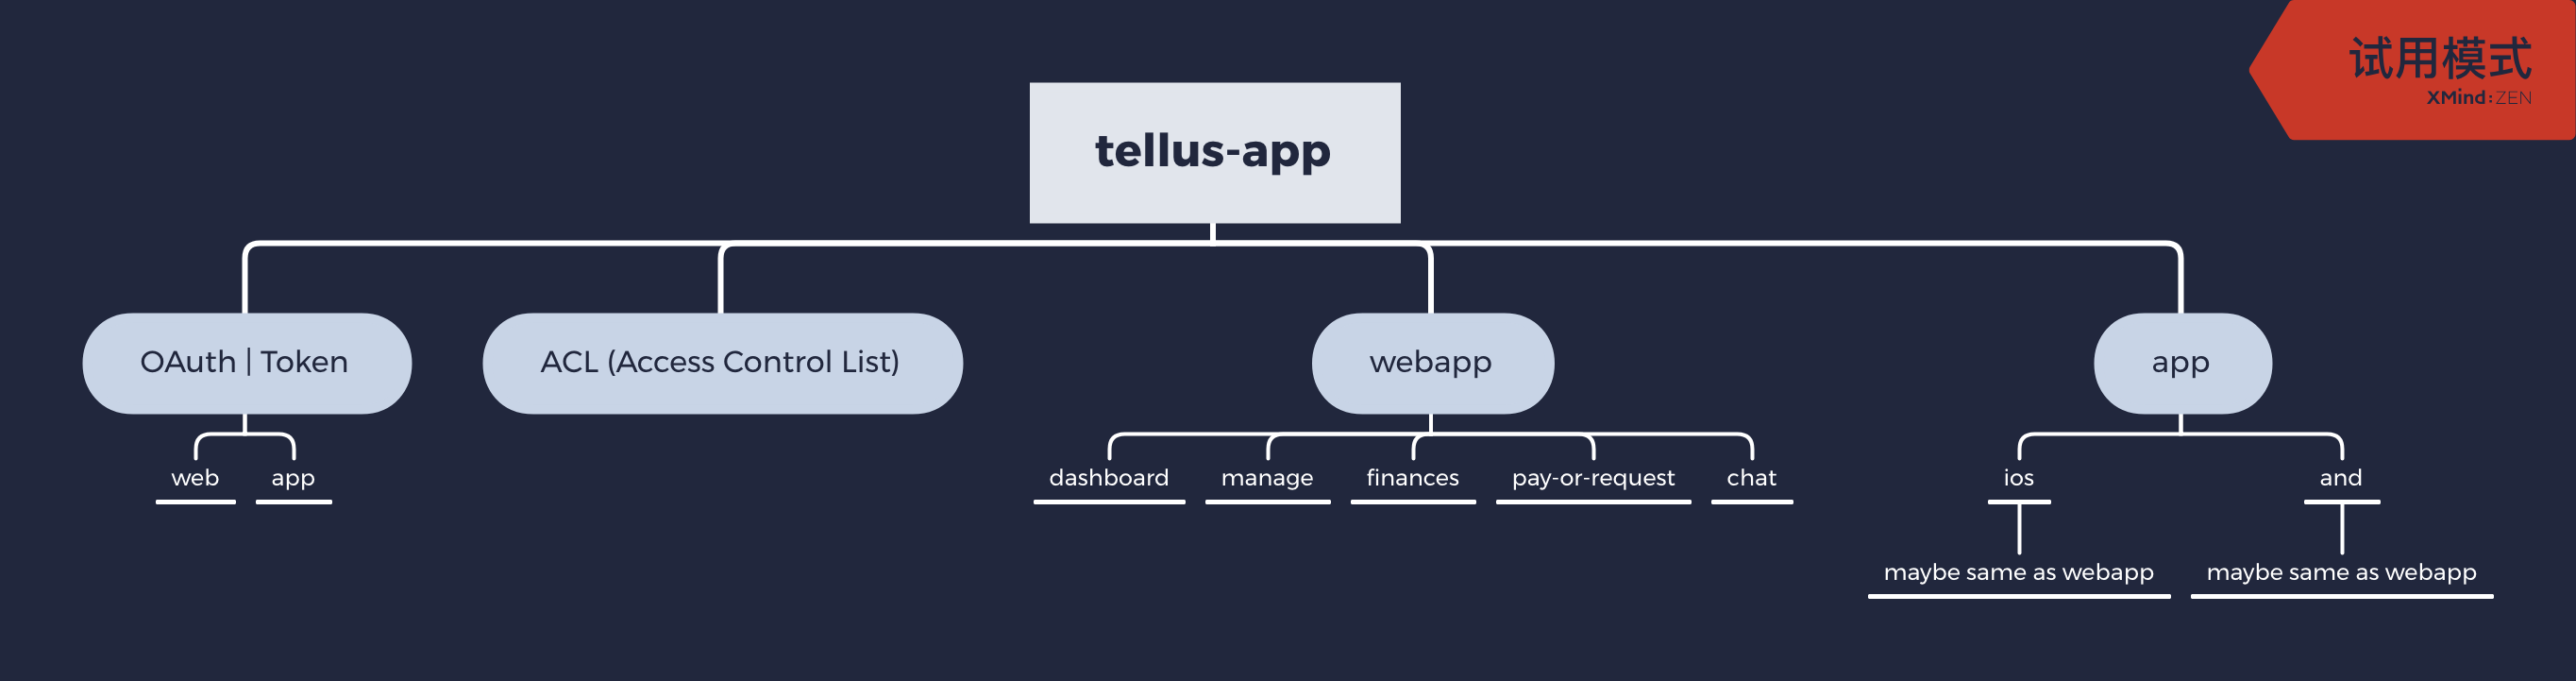 试用模式
XMind:ZEN
tellus-app
OAuth | Token
ACL (Access Control List)
webapp
app
web
app
dashboard
manage
finances
pay-or-request
chat
ios
and
maybe same as webapp
maybe same as webapp